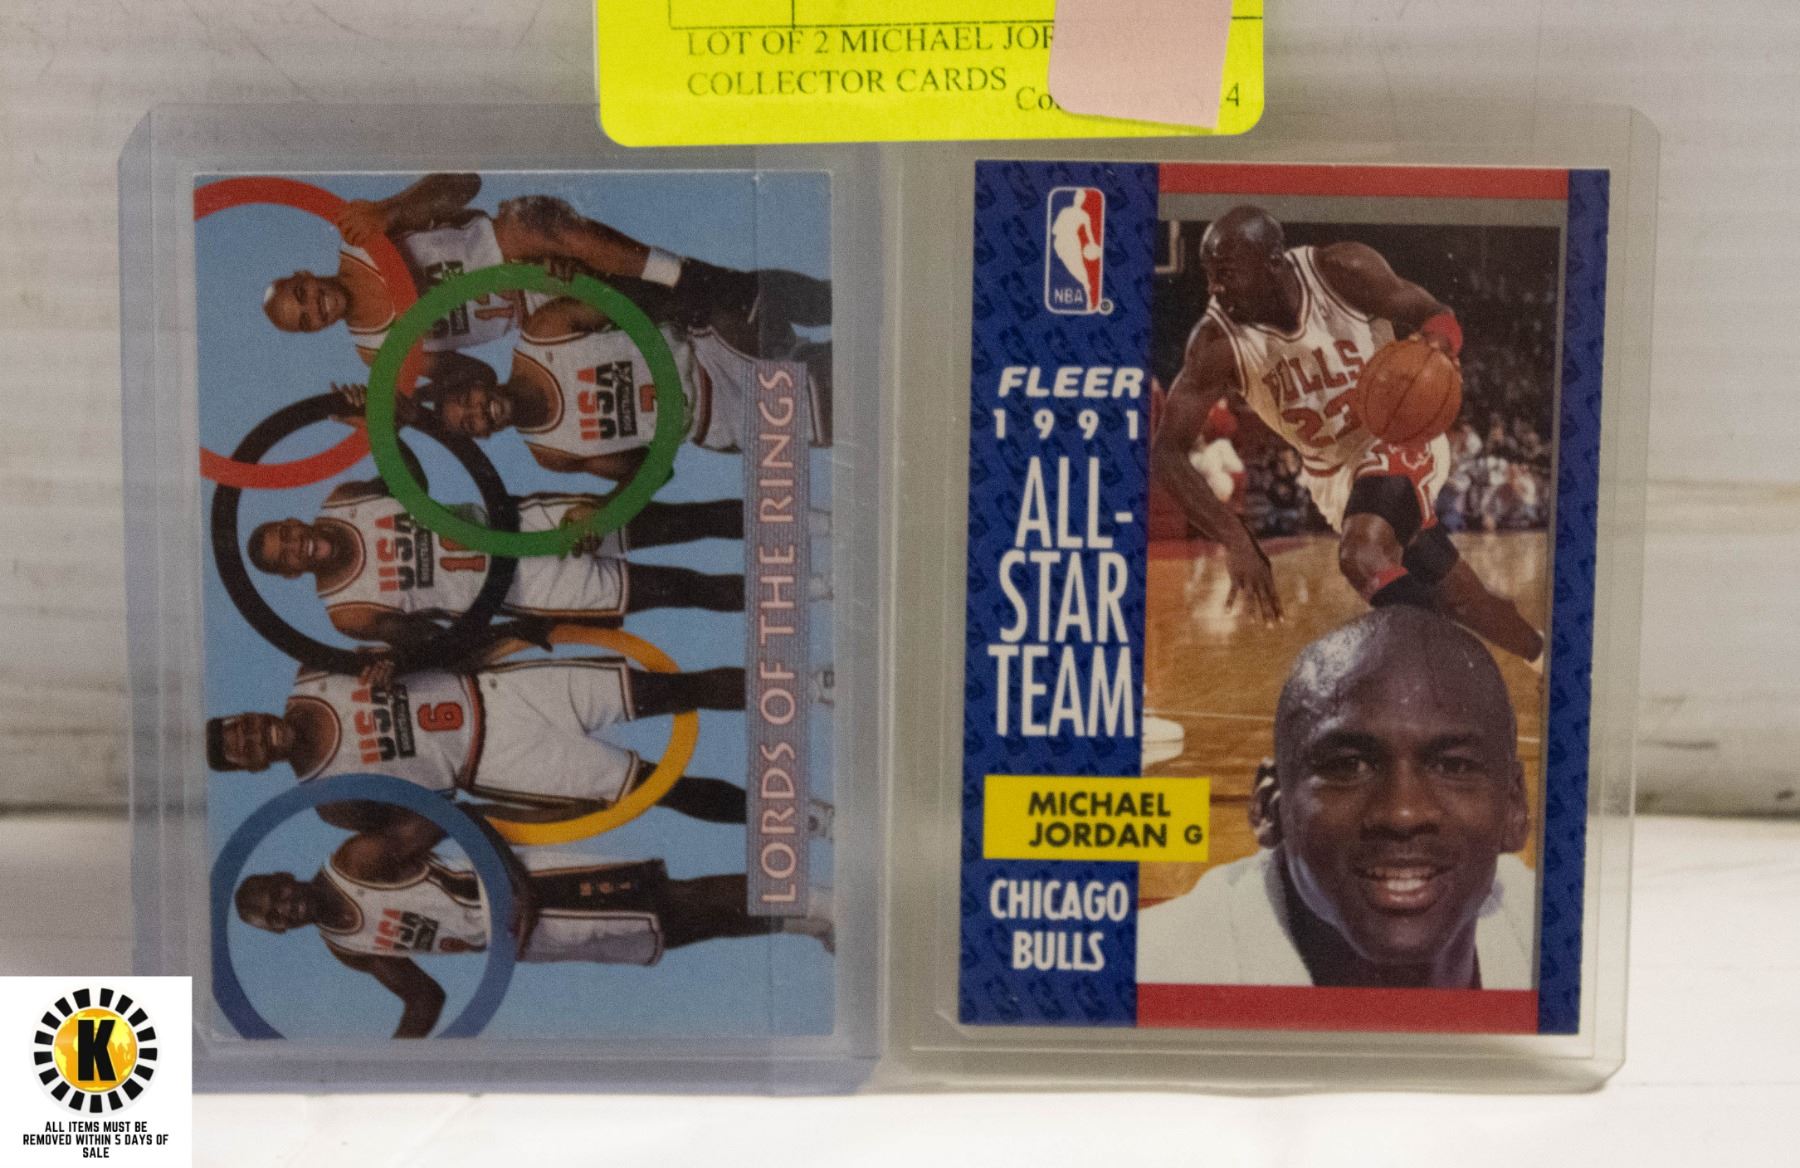 LOT OF 2 MICHAEL
COLLECTOR CARDS
LORDS OF THE RINGS
USA
12
USA
7
USA
USA
6
USA
NBA
FLEER
1991
ALL-
STAR
TEAM
MICHAEL
JORDAN G
CHICAGO
BULLS
BULLS
23
K
ALL ITEMS MUST BE
REMOVED WITHIN 5 DAYS OF
SALE